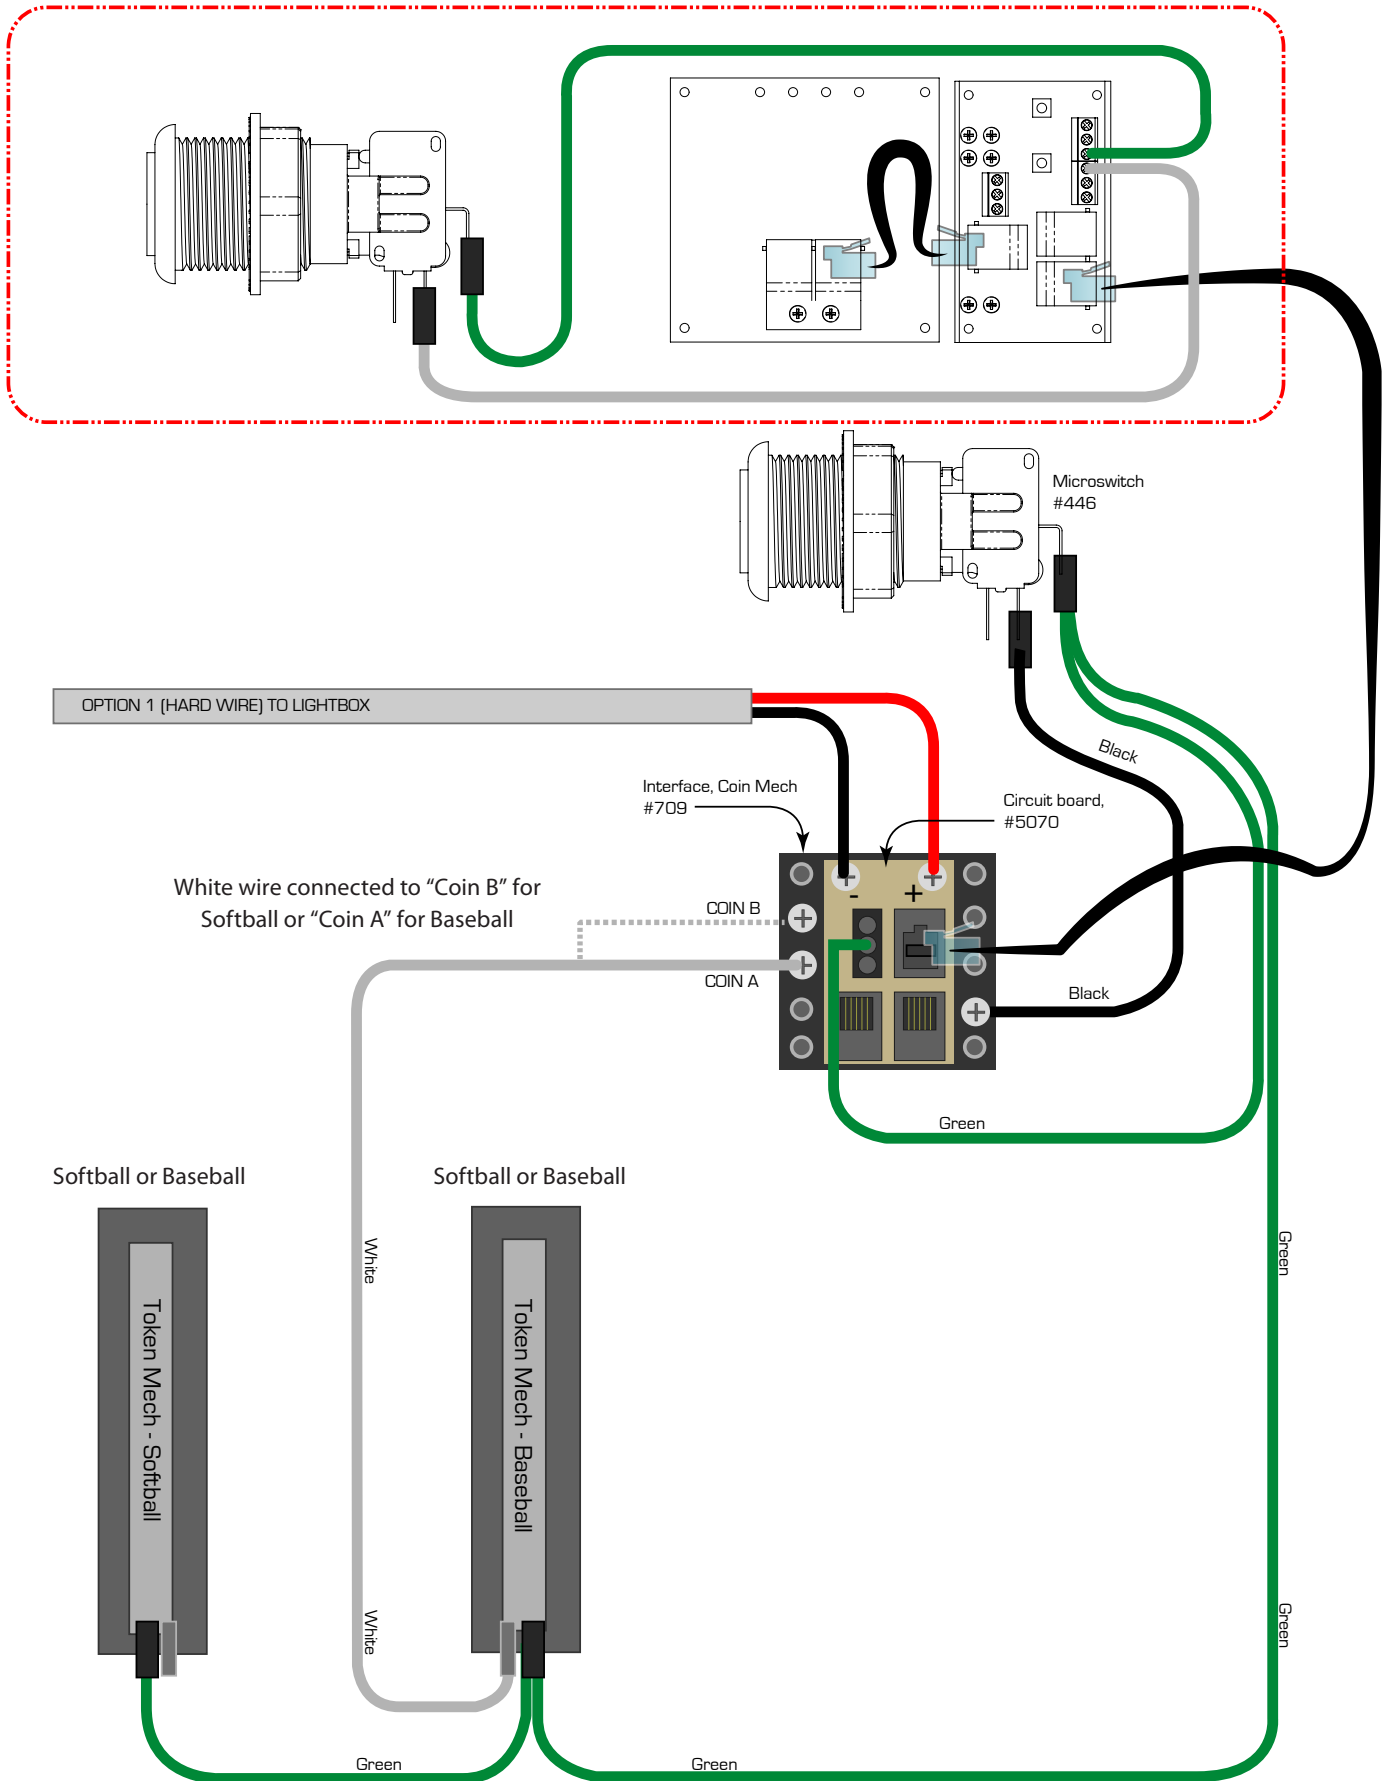 Microswitch
#446
OPTION 1 (HARD WIRE) TO LIGHTBOX
Black
Interface, Coin Mech
#709
Circuit board,
#5070
White wire connected to “Coin B” for
Softball or “Coin A” for Baseball
COIN B
COIN A
-
+
Black
Green
Softball or Baseball
Softball or Baseball
White
Green
Token Mech - Softball
Token Mech - Baseball
White
Green
Green
Green